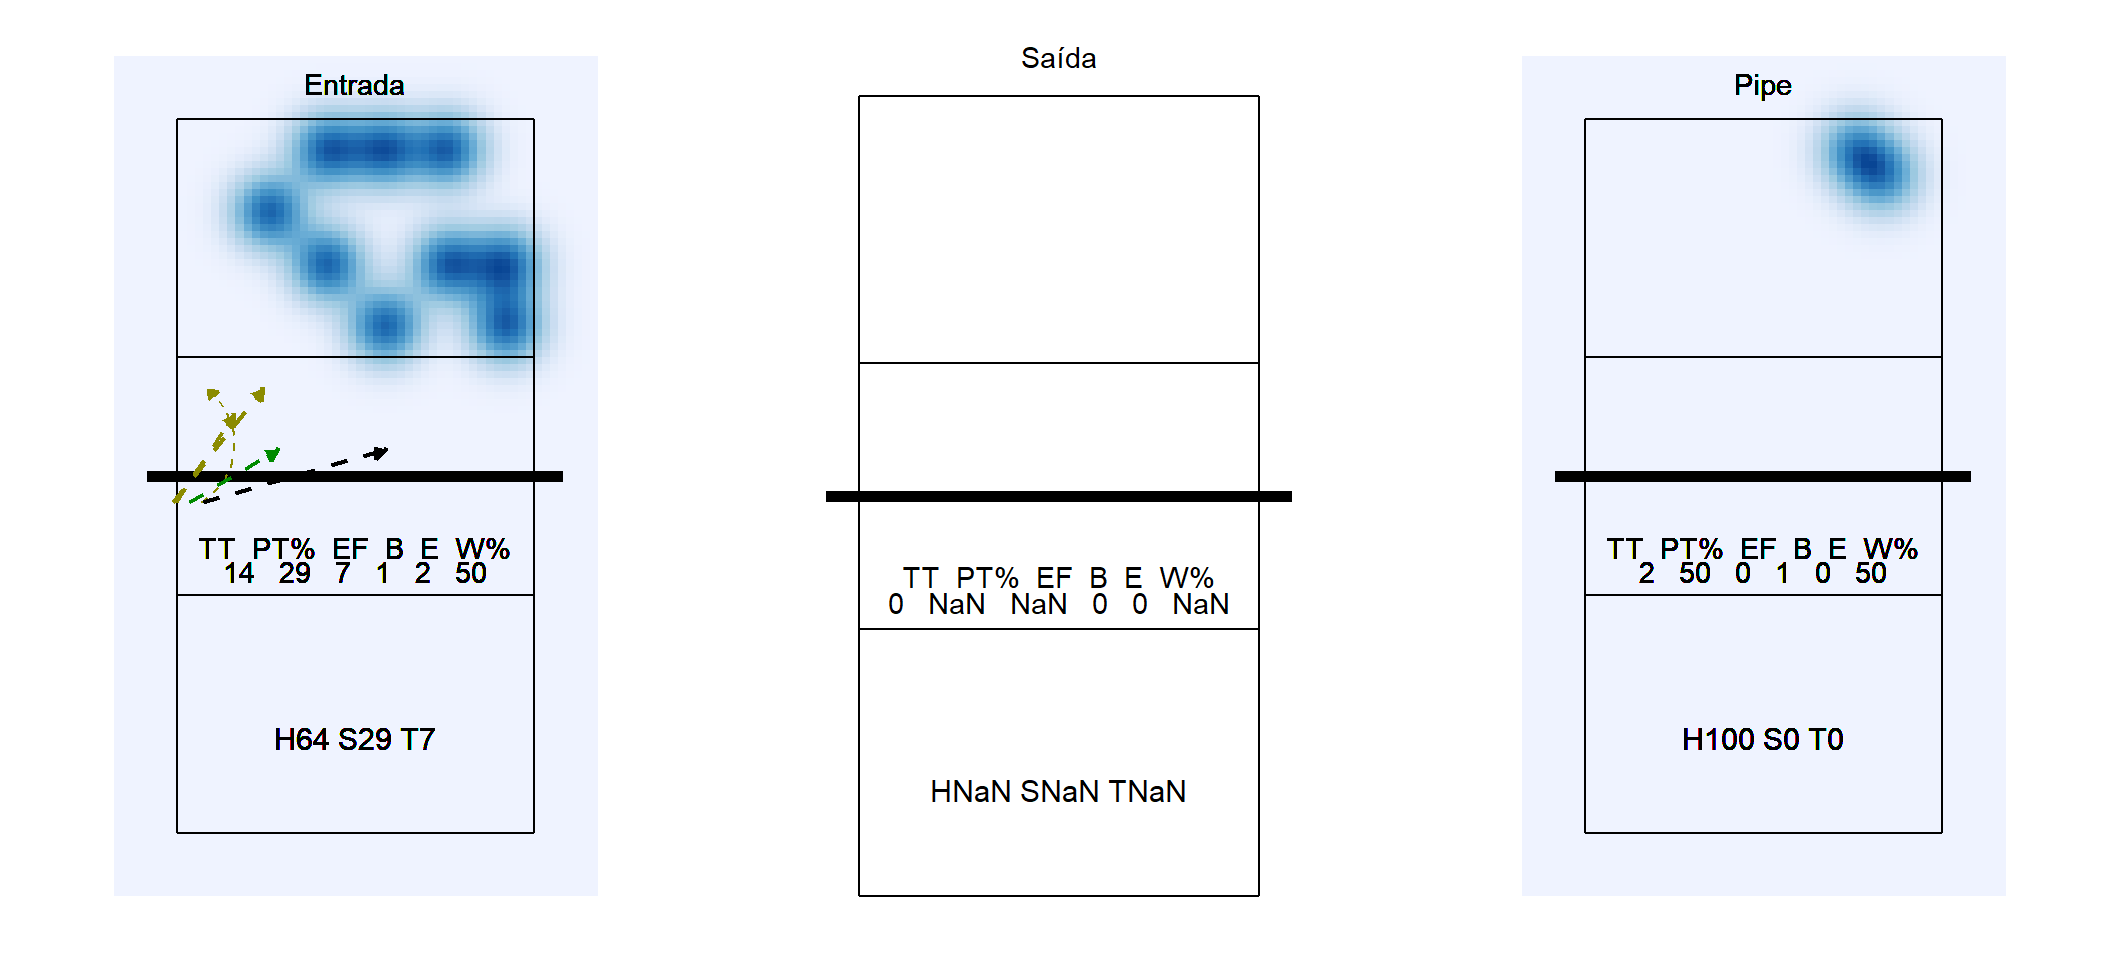 Entrada
TT PT% EF B E W%
14 29 7 1 2 50
H64 S29 T7
Saída
TT PT% EF B E W%
0 NaN NaN 0 0 NaN
HNaN SNaN TNaN
Pipe
TT PT% EF B E W%
2 50 0 1 0 50
H100 S0 T0